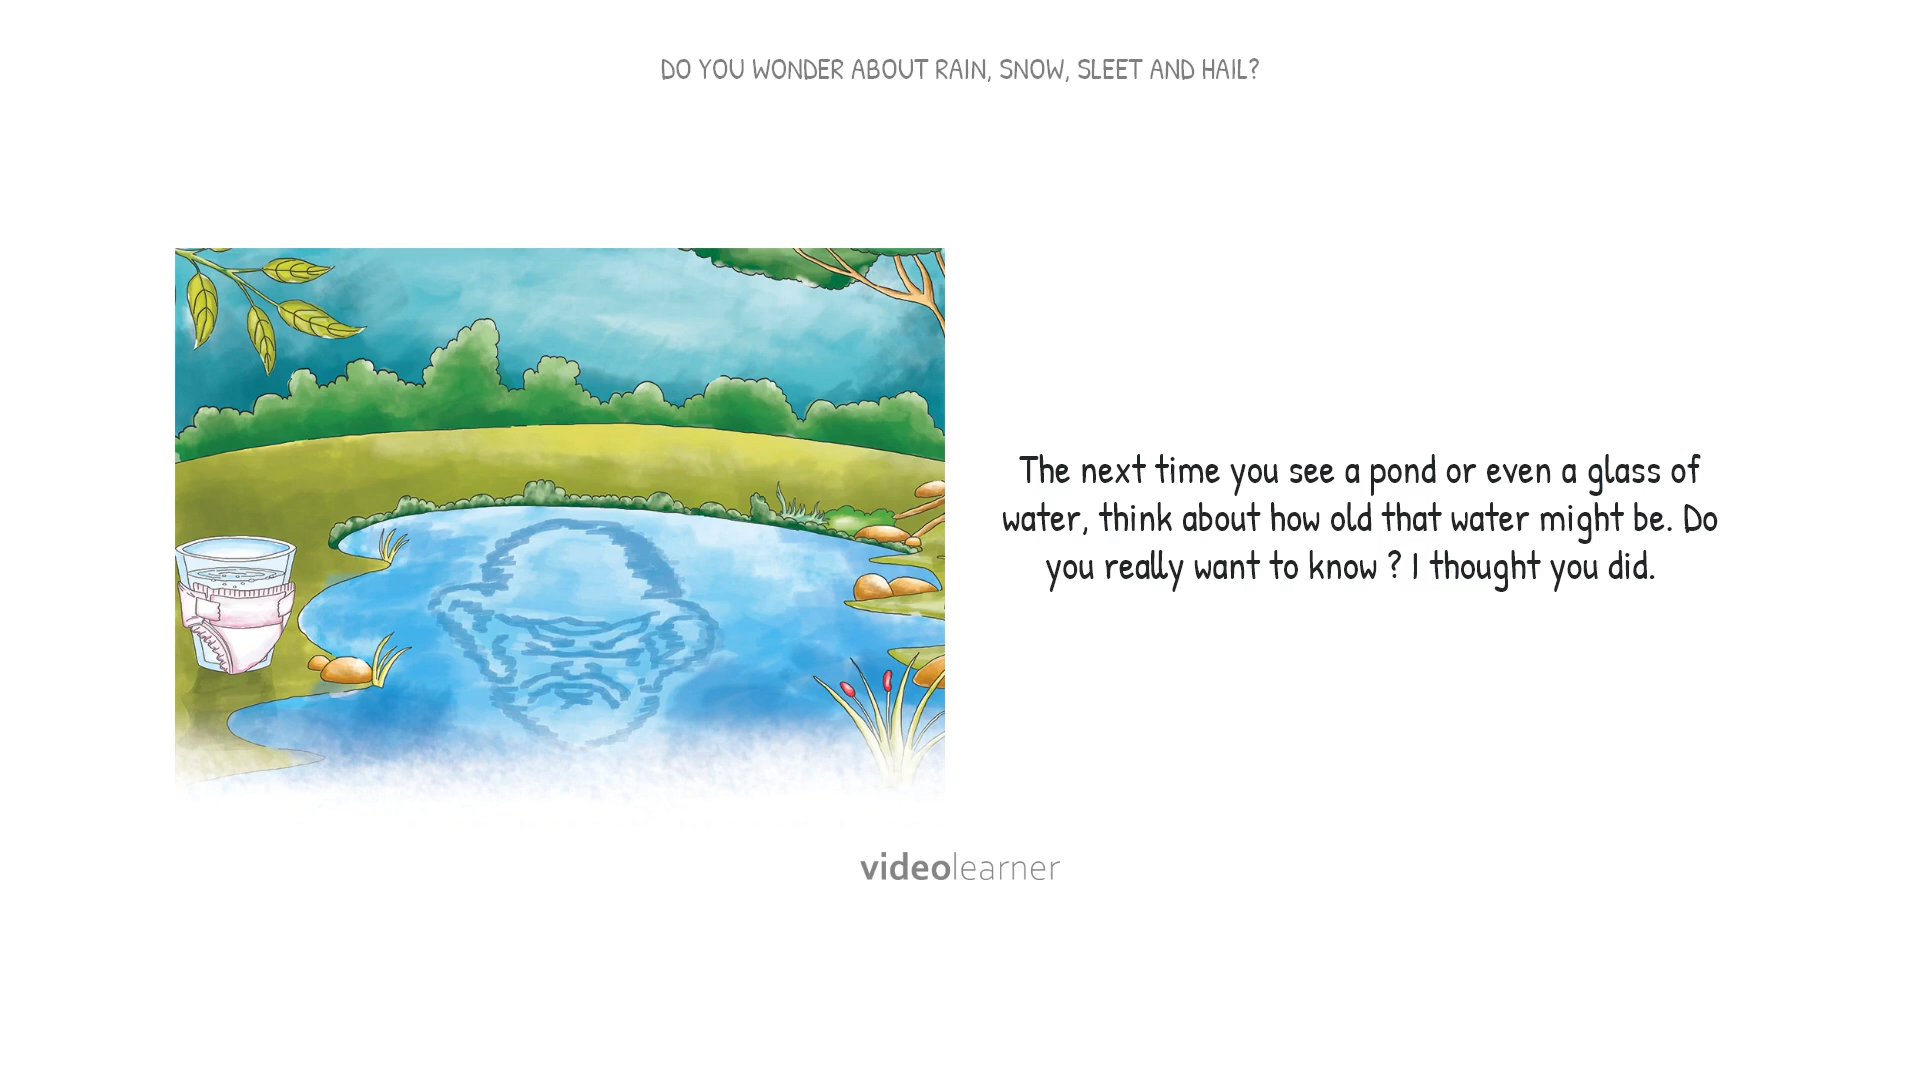 DO YOU WONDER ABOUT RAIN, SNOW, SLEET AND HAIL?
The next time you see a pond or even a glass of
water, think about how old that water might be. Do
you really want to know ? I thought you did.
videolearner